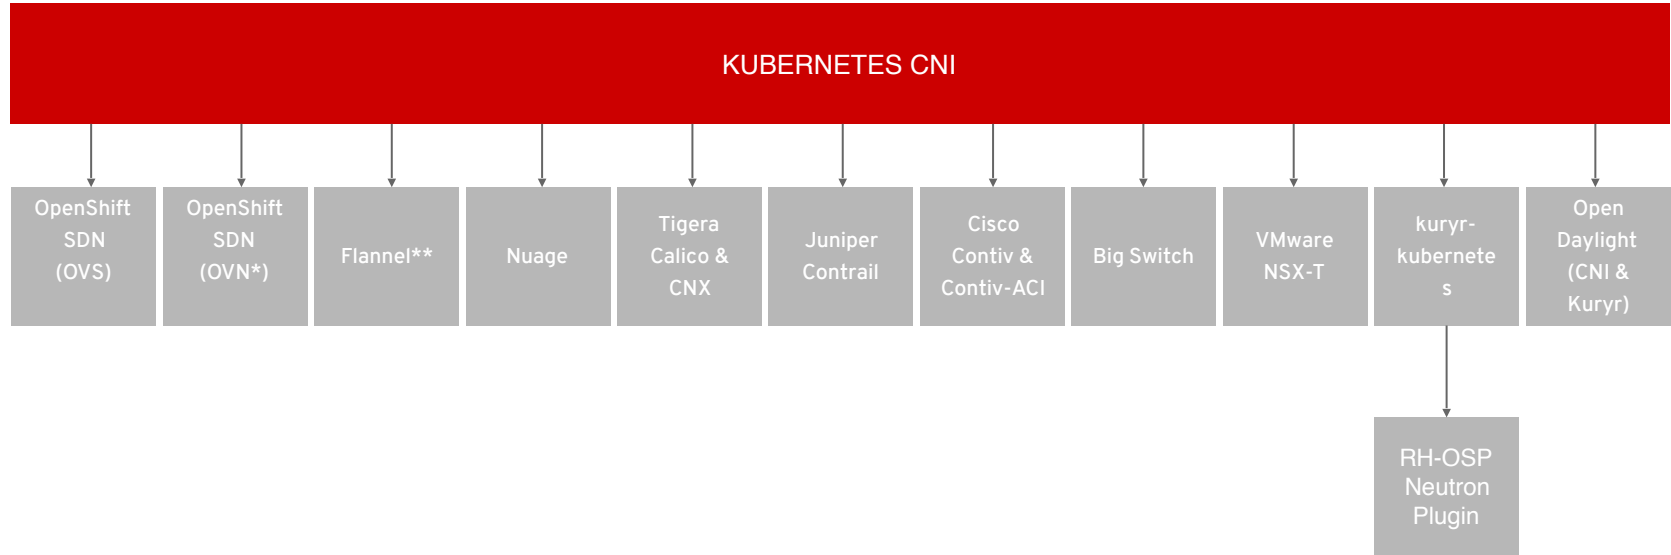 KUBERNETES CNI
OpenShift
SDN
(OVS)
OpenShift
SDN
(OVN*)
Flannel**
Nuage
Tigera
Calico &
CNX
Juniper
Contrail
Cisco
Contiv &
Contiv-ACI
Big Switch
VMware
NSX-T
kuryr-
kubernete
s
Open
Daylight
(CNI &
Kuryr)
RH-OSP
Neutron
Plugin